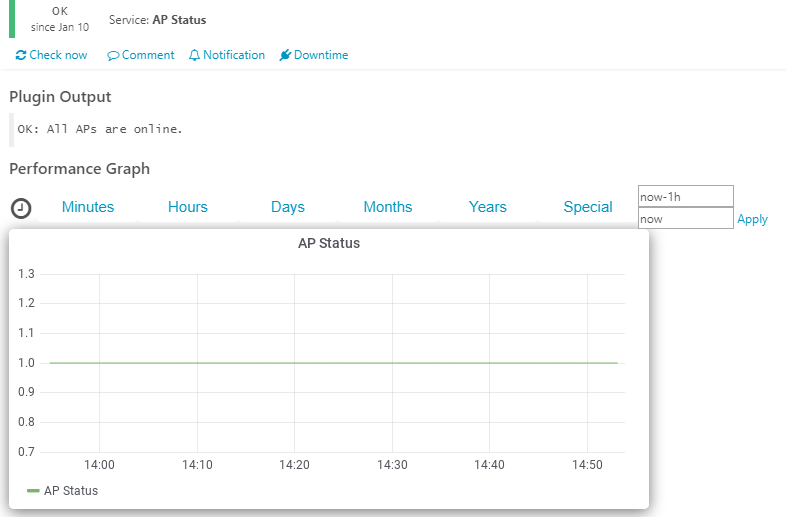 OK
since Jan 10
Service: AP Status
Check now Comment Notification Downtime
Plugin Output
OK: All APs are online.
Performance Graph
Minutes Hours Days Months Years Special
now-1h
now Apply
AP Status
1.3
1.2
1.1
1.0
0.9
0.8
0.7
14:00 14:10 14:20 14:30 14:40 14:50
AP Status